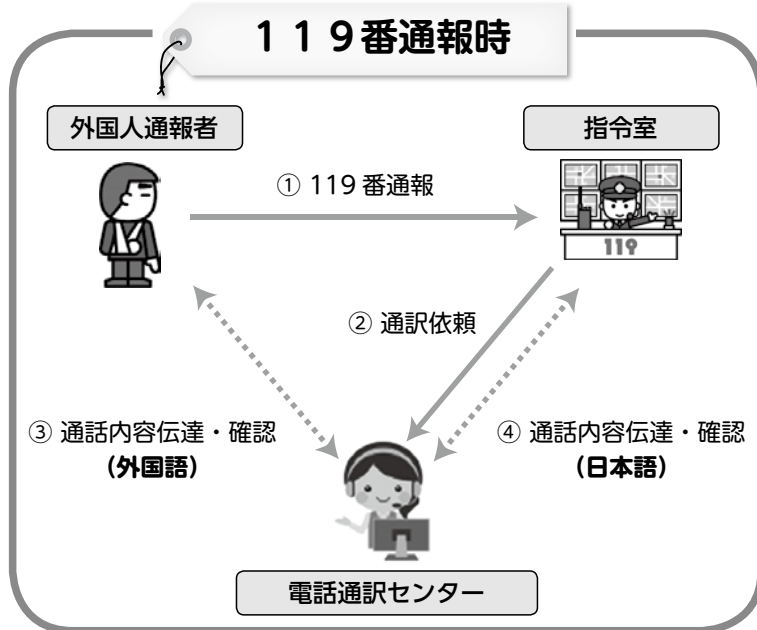 119番通報時
外国人通報者
指令室
① 119番通報
119
② 通訳依頼
③ 通話内容伝達・確認
(外国語)
④ 通話内容伝達・確認
(日本語)
電話通訳センター